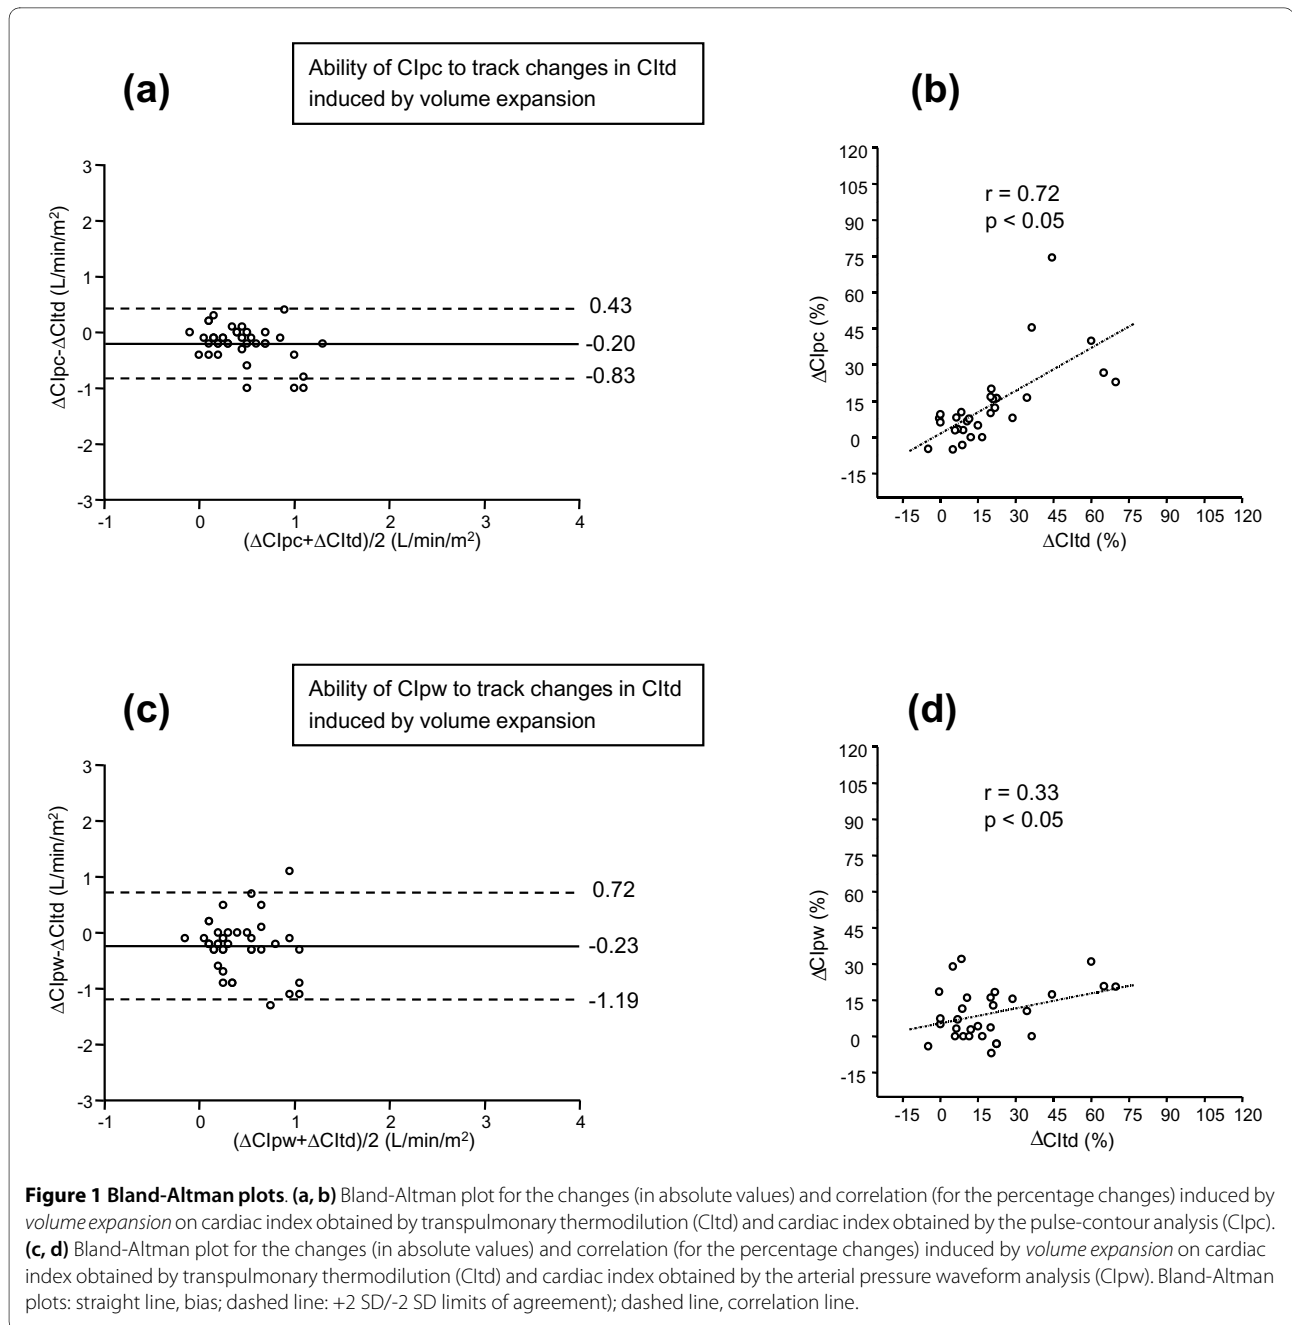 Ability of CIpc to track changes in CItd
induced by volume expansion
(a)
(b)
3
2
1
0
-1
-2
-3
ΔCIpc-ΔCItd (L/min/m²)
0.43
-0.20
-0.83
-1
0
1
2
3
4
(ΔCIpc+ΔCItd)/2 (L/min/m²)
120
105
90
75
60
45
30
15
0
-15
ΔCIpc (%)
r = 0.72
p < 0.05
-15 0 15 30 45 60 75 90 105 120
ΔCItd (%)
Ability of CIpw to track changes in CItd
induced by volume expansion
(c)
(d)
3
2
1
0
-1
-2
-3
ΔCIpw-ΔCItd (L/min/m²)
0.72
-0.23
-1.19
-1
0
1
2
3
4
(ΔCIpw+ΔCItd)/2 (L/min/m²)
120
105
90
75
60
45
30
15
0
-15
ΔCIpw (%)
r = 0.33
p < 0.05
-15 0 15 30 45 60 75 90 105 120
ΔCItd (%)
Figure 1 Bland-Altman plots. (a, b) Bland-Altman plot for the changes (in absolute values) and correlation (for the percentage changes) induced by
volume expansion on cardiac index obtained by transpulmonary thermodilution (CItd) and cardiac index obtained by the pulse-contour analysis (CIpc).
(c, d) Bland-Altman plot for the changes (in absolute values) and correlation (for the percentage changes) induced by volume expansion on cardiac
index obtained by transpulmonary thermodilution (CItd) and cardiac index obtained by the arterial pressure waveform analysis (CIpw). Bland-Altman
plots: straight line, bias; dashed line: +2 SD/-2 SD limits of agreement); dashed line, correlation line.